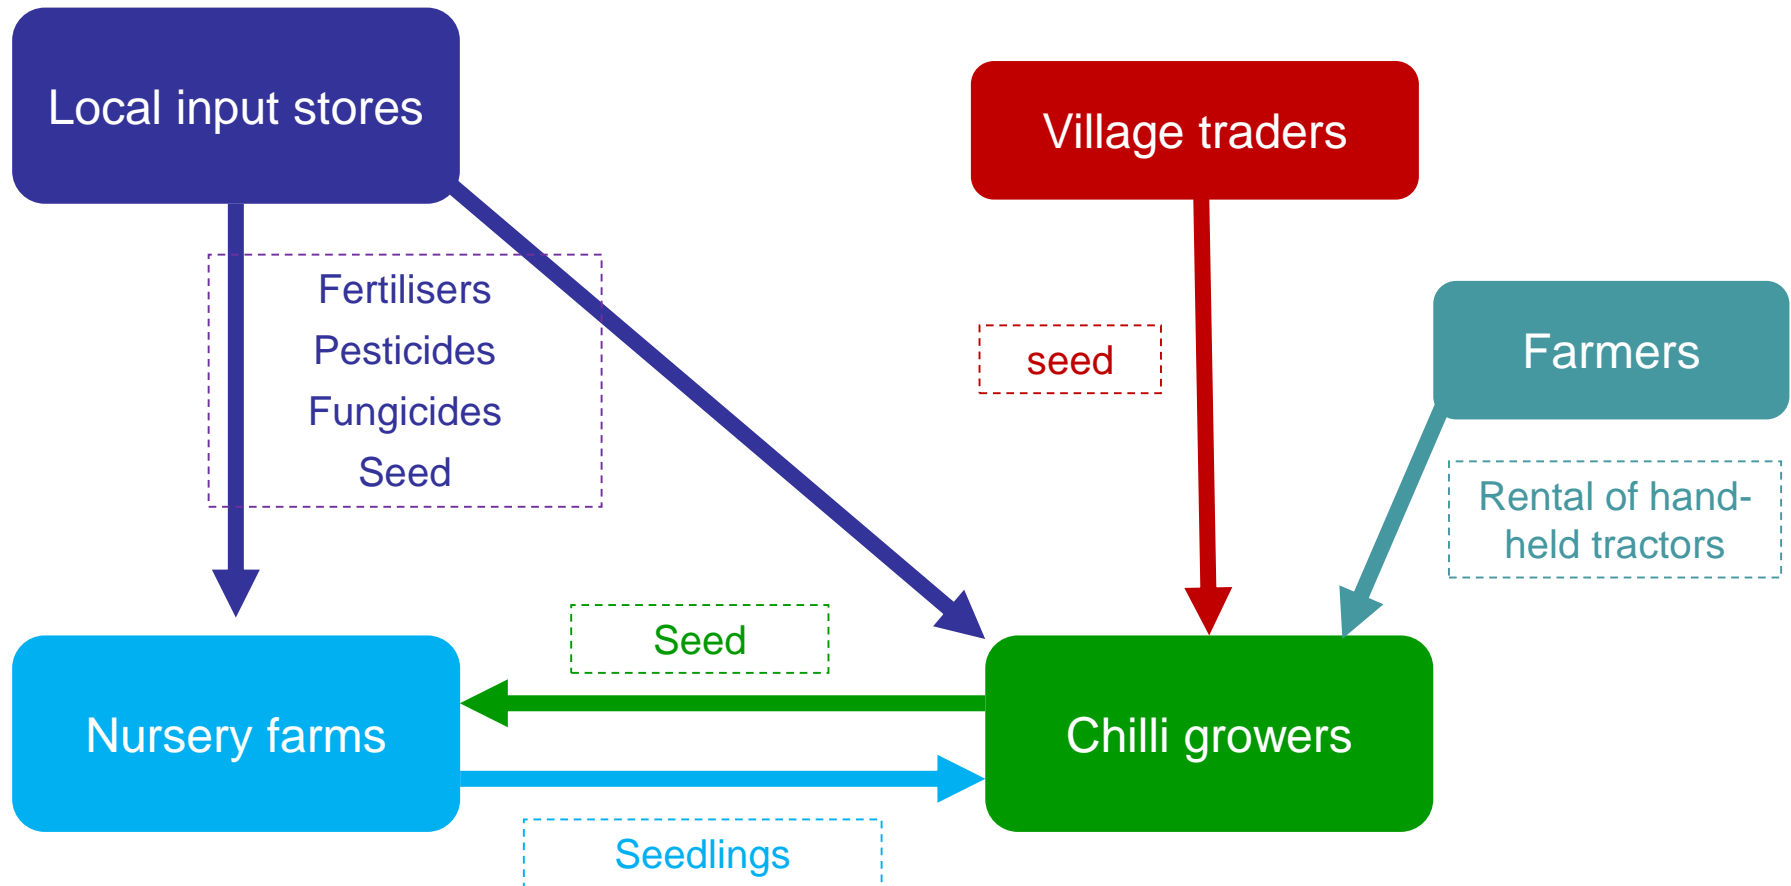 Local input stores
Village traders
Fertilisers
Pesticides
Fungicides
Seed
seed
Farmers
Rental of hand-
held tractors
Seed
Nursery farms
Chilli growers
Seedlings